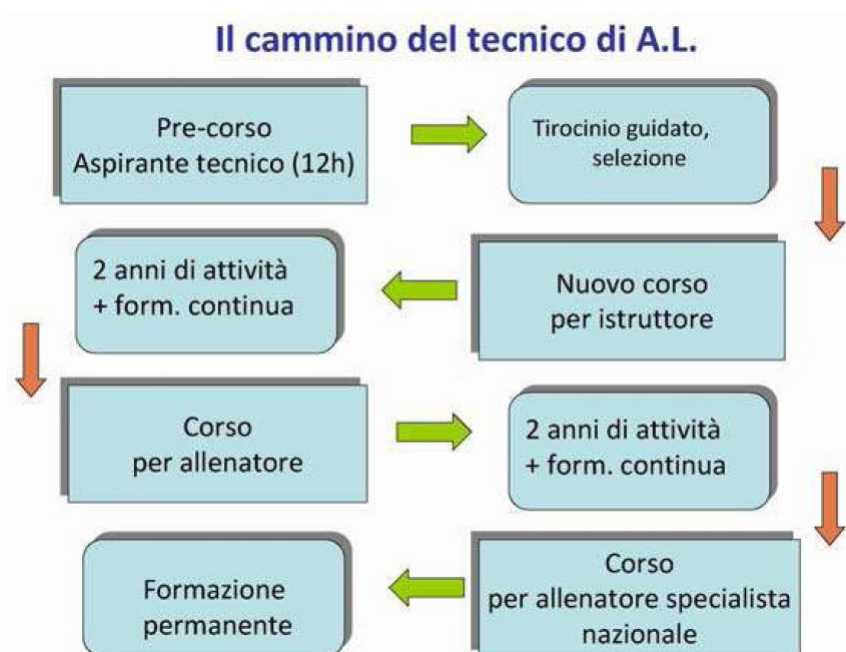 Il cammino del tecnico di A.L.
Pre-corso
Aspirante tecnico (12h)
Tirocinio guidato,
selezione
Nuovo corso
per istruttore
2 anni di attività
+ form. continua
Corso
per allenatore
2 anni di attività
+ form. continua
Corso
per allenatore specialista
nazionale
Formazione
permanente